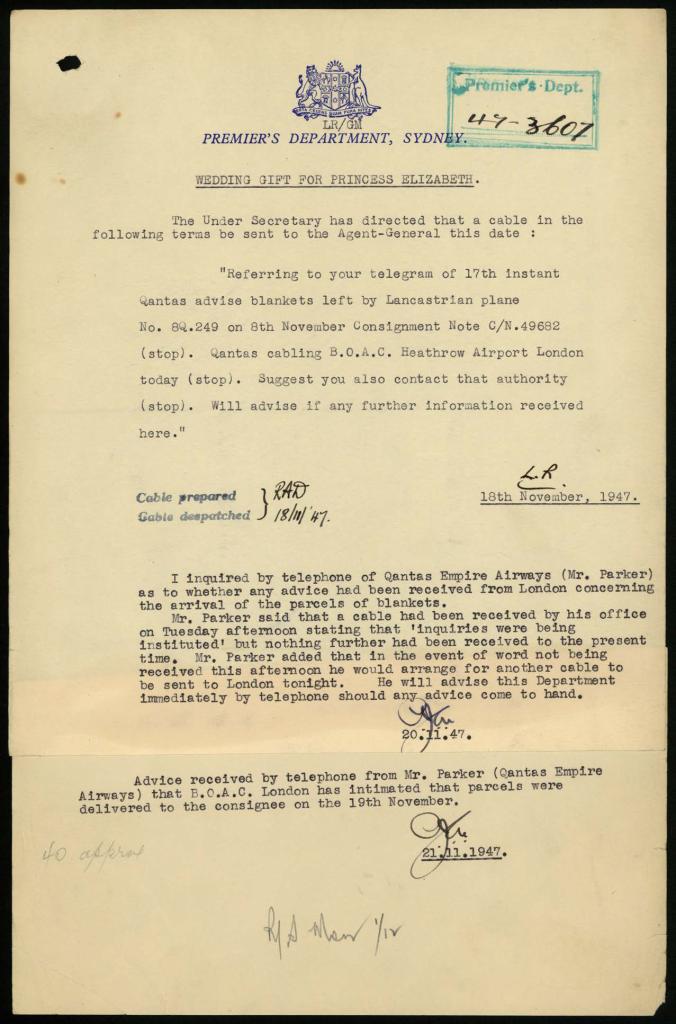 Premier's Dept.
47-3607
LR/GM
PREMIER'S DEPARTMENT, SYDNEY.
WEDDING GIFT FOR PRINCESS ELIZABETH.
The Under Secretary has directed that a cable in the
following terms be sent to the Agent-General this date :
"Referring to your telegram of 17th instant
Qantas advise blankets left by Lancastrian plane
No. 8Q.249 on 8th November Consignment Note C/N.49682
(stop). Qantas cabling B.O.A.C. Heathrow Airport London
today (stop). Suggest you also contact that authority
(stop). Will advise if any further information received
here."
L.R.
18th November, 1947.
Cable prepared
Cable despatched
RAD
18/11/47.
I inquired by telephone of Qantas Empire Airways (Mr. Parker)
as to whether any advice had been received from London concerning
the arrival of the parcels of blankets.
Mr. Parker said that a cable had been received by his office
on Tuesday afternoon stating that 'inquiries were being
instituted' but nothing further had been received to the present
time. Mr. Parker added that in the event of word not being
received this afternoon he would arrange for another cable to
be sent to London tonight. He will advise this Department
immediately by telephone should any advice come to hand.
20.11.47.
Advice received by telephone from Mr. Parker (Qantas Empire
Airways) that B.O.A.C. London has intimated that parcels were
delivered to the consignee on the 19th November.
21.11.1947.
1/12